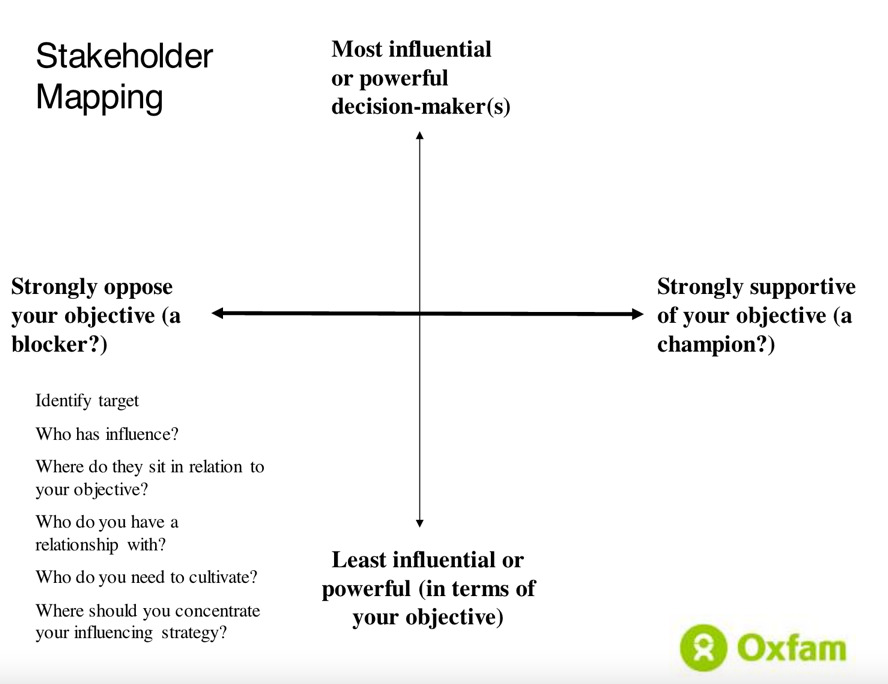 Stakeholder
Mapping
Most influential
or powerful
decision-maker(s)
Strongly oppose
your objective (a
blocker?)
Strongly supportive
of your objective (a
champion?)
Identify target
Who has influence?
Where do they sit in relation to
your objective?
Who do you have a
relationship with?
Who do you need to cultivate?
Where should you concentrate
your influencing strategy?
Least influential or
powerful (in terms of
your objective)
Oxfam